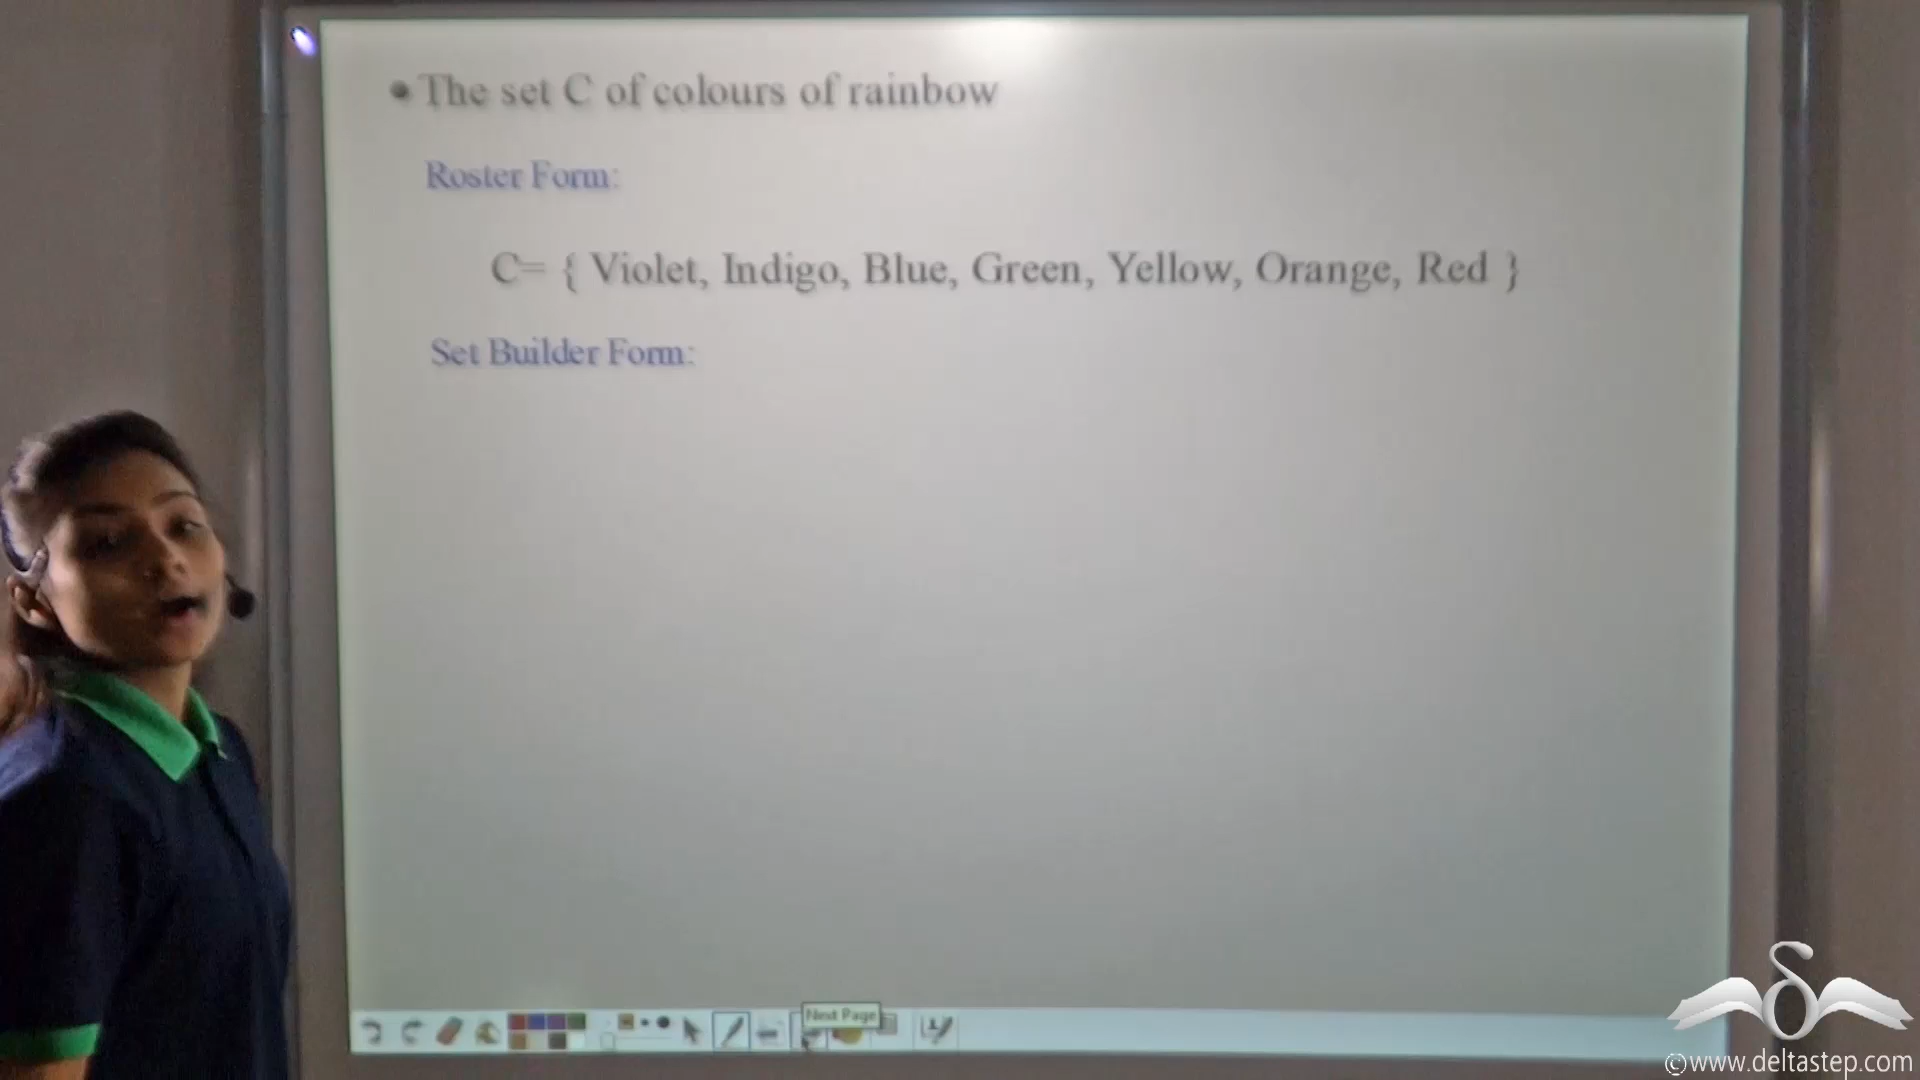 • The set C of colours of rainbow
Roster Form:
C= { Violet, Indigo, Blue, Green, Yellow, Orange, Red }
Set Builder Form:
Next Page
©www.deltastep.com